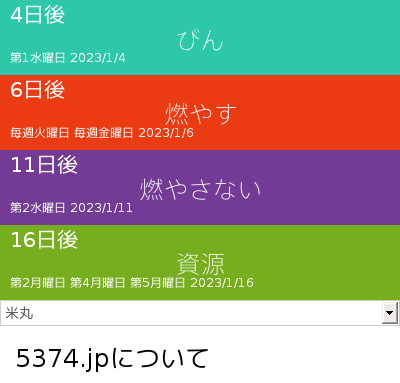 4日後
びん
第1水曜日 2023/1/4
6日後
燃やす
毎週火曜日 毎週金曜日 2023/1/6
11日後
燃やさない
第2水曜日 2023/1/11
16日後
資源
第2月曜日 第4月曜日 第5月曜日 2023/1/16
米丸
5374.jpについて